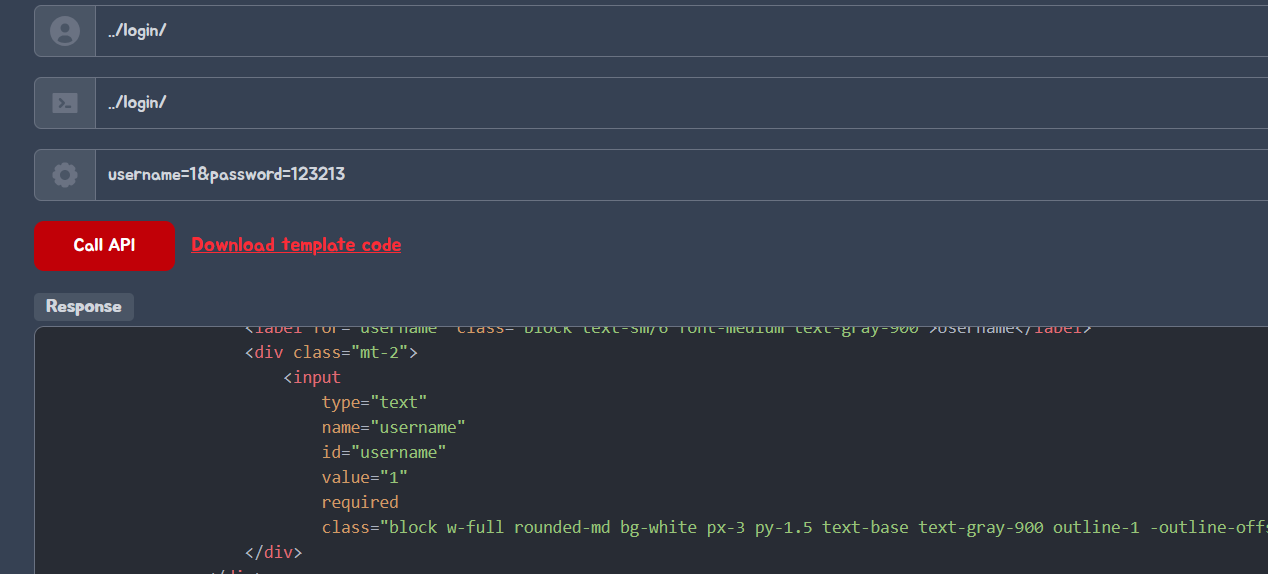 ../login/
../login/
username=1&password=123213
Call API Download template code
Response
<label for="username" class="block text-sm/6 font-medium text-gray-900">Username</label>
<div class="mt-2">
<input
type="text"
name="username"
id="username"
value="1"
required
class="block w-full rounded-md bg-white px-3 py-1.5 text-base text-gray-900 outline-1 -outline-offs
</div>
</div>